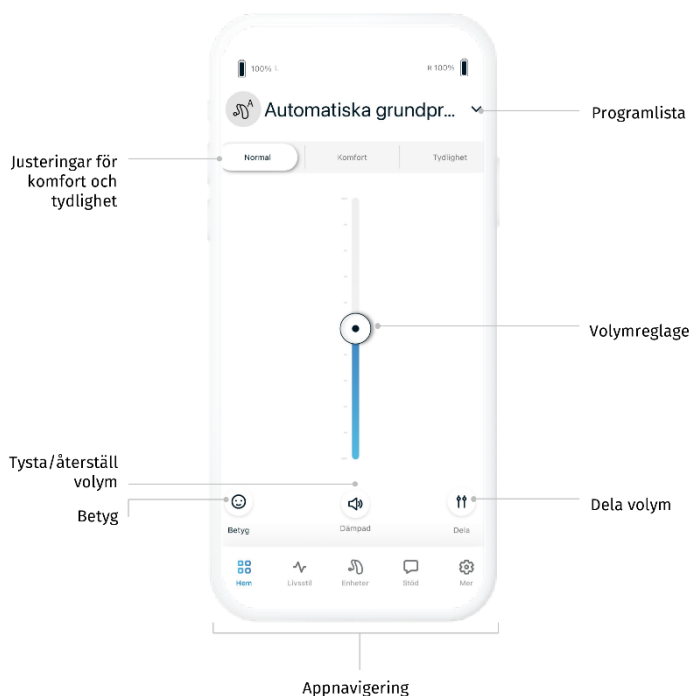 100% L
R 100%
A
Automatiska grundpr...
Programlista
Normal
Komfort
Tydlighet
Justeringar för
komfort och
tydlighet
Volymreglage
Tysta/återställ
volym
Betyg
Dela volym
Betyg
Dämpad
Dela
Hem
Livsstil
Enheter
Stöd
Mer
Appnavigering